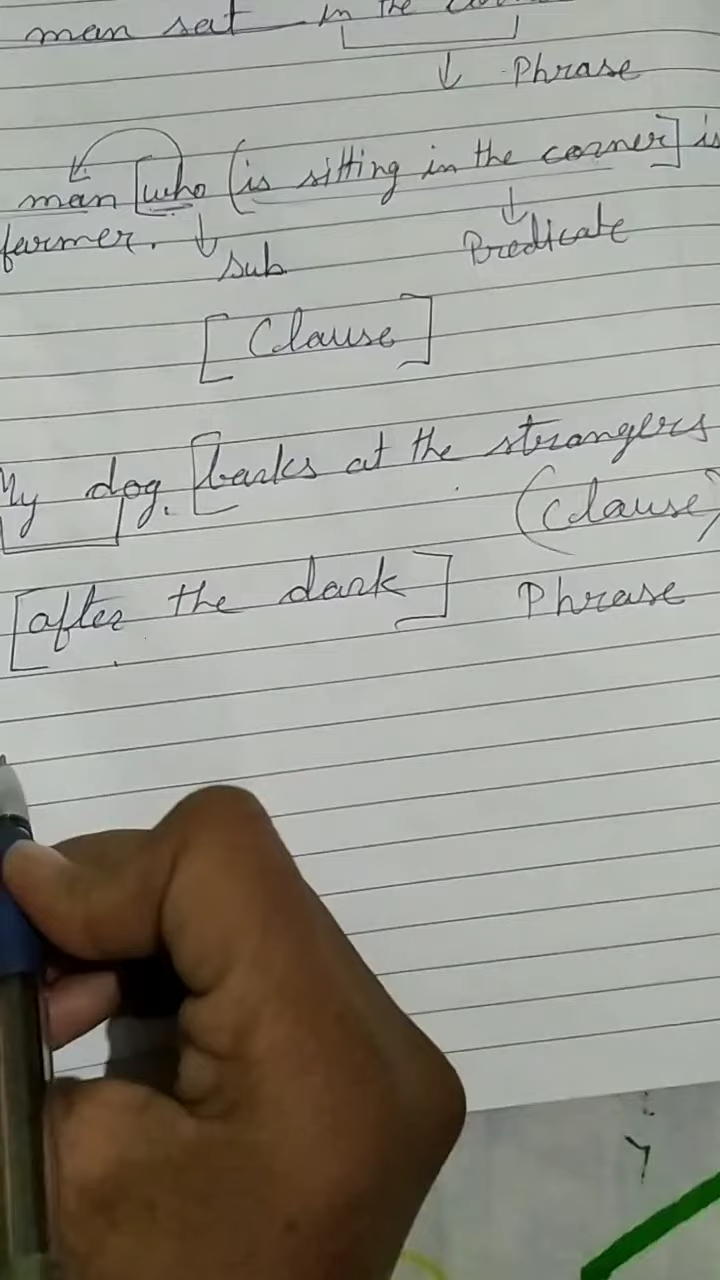 man sat in the
Phrase
man [who (is sitting in the corner] is
farmer.
Sub
Predicate
[Clause]
My dog. [barks at the strangers
(Clause)
[after the dark] Phrase